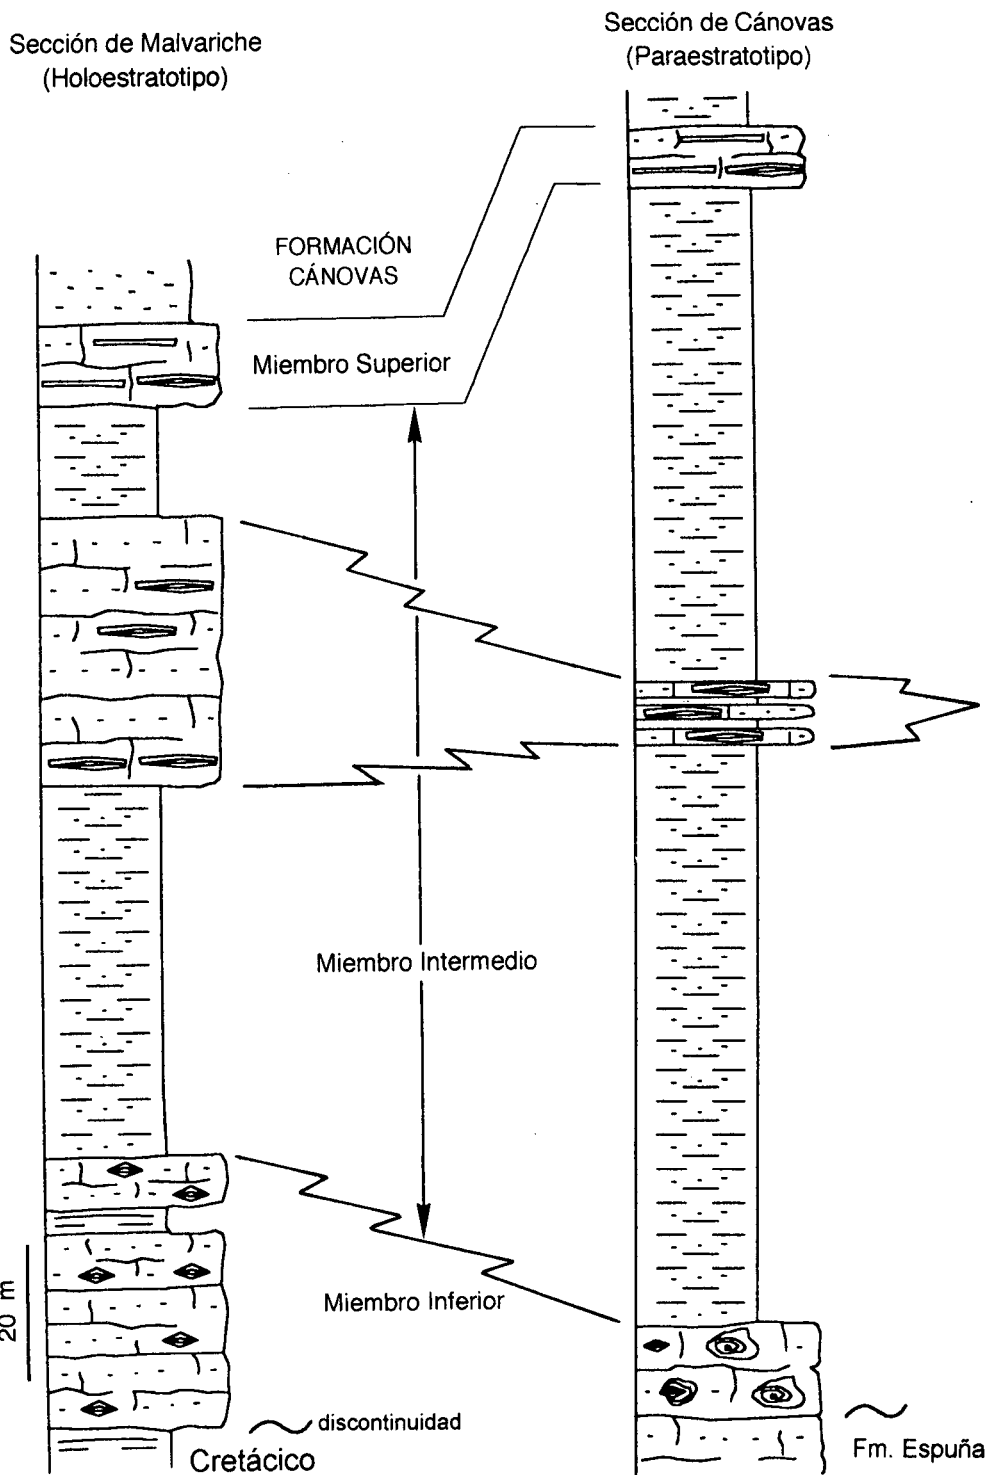 Sección de Malvariche
(Holoestratotipo)
Sección de Cánovas
(Paraestratotipo)
FORMACIÓN
CÁNOVAS
Miembro Superior
Miembro Intermedio
Miembro Inferior
20 m
discontinuidad
Cretácico
Fm. Espuña